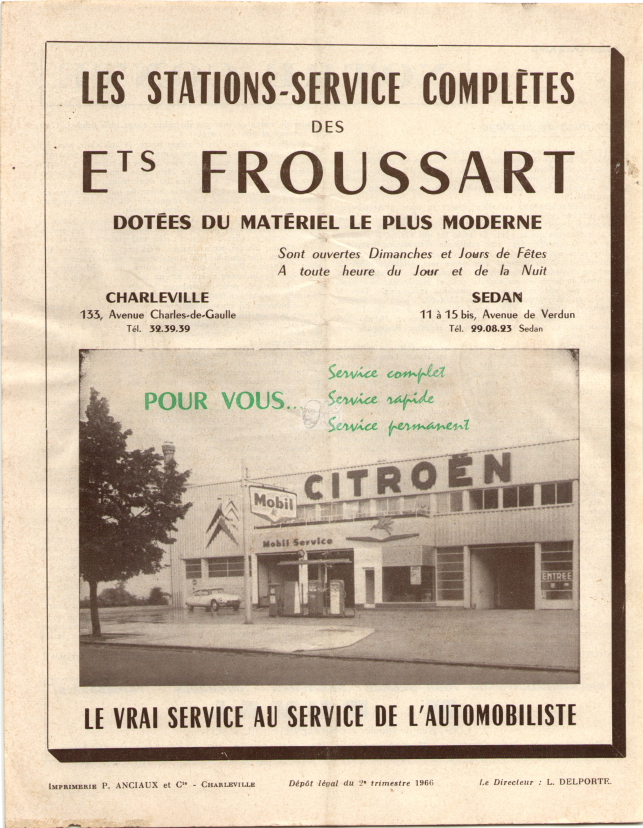 LES STATIONS-SERVICE COMPLÈTES
DES
ETS FROUSSART
DOTÉES DU MATÉRIEL LE PLUS MODERNE
Sont ouvertes Dimanches et Jours de Fêtes
A toute heure du Jour et de la Nuit
CHARLEVILLE
133, Avenue Charles-de-Gaulle
Tél. 32.39.39
SEDAN
11 à 15 bis, Avenue de Verdun
Tél. 29.08.23 Sedan
POUR VOUS...
Service complet
Service rapide
Service permanent
CITROËN
Mobil
Mobil Service
ENTREE
LE VRAI SERVICE AU SERVICE DE L'AUTOMOBILISTE
IMPRIMERIE P. ANCIAUX et Cie - CHARLEVILLE
Dépôt légal du 2e trimestre 1966
Le Directeur : L. DELPORTE.